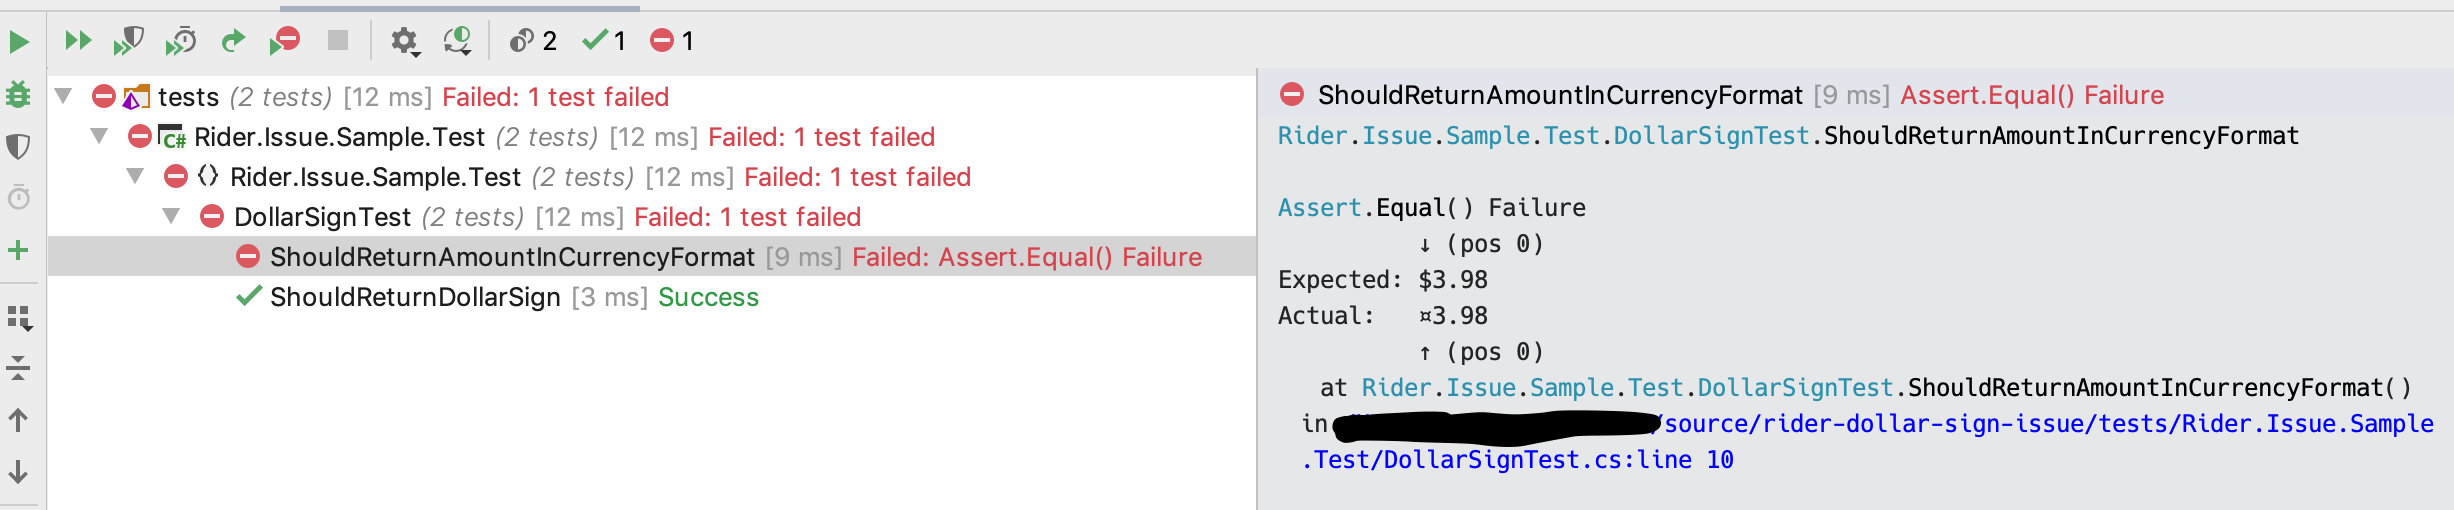 2 1 1
tests (2 tests) [12 ms] Failed: 1 test failed
C# Rider.Issue.Sample.Test (2 tests) [12 ms] Failed: 1 test failed
Rider.Issue.Sample.Test (2 tests) [12 ms] Failed: 1 test failed
DollarSignTest (2 tests) [12 ms] Failed: 1 test failed
ShouldReturnAmountInCurrencyFormat [9 ms] Failed: Assert.Equal() Failure
ShouldReturnDollarSign [3 ms] Success
ShouldReturnAmountInCurrencyFormat [9 ms] Assert.Equal() Failure
Rider.Issue.Sample.Test.DollarSignTest.ShouldReturnAmountInCurrencyFormat
Assert.Equal() Failure
↓ (pos 0)
Expected: $3.98
Actual: ¤3.98
↑ (pos 0)
at Rider.Issue.Sample.Test.DollarSignTest.ShouldReturnAmountInCurrencyFormat()
in /source/rider-dollar-sign-issue/tests/Rider.Issue.Sample
.Test/DollarSignTest.cs:line 10